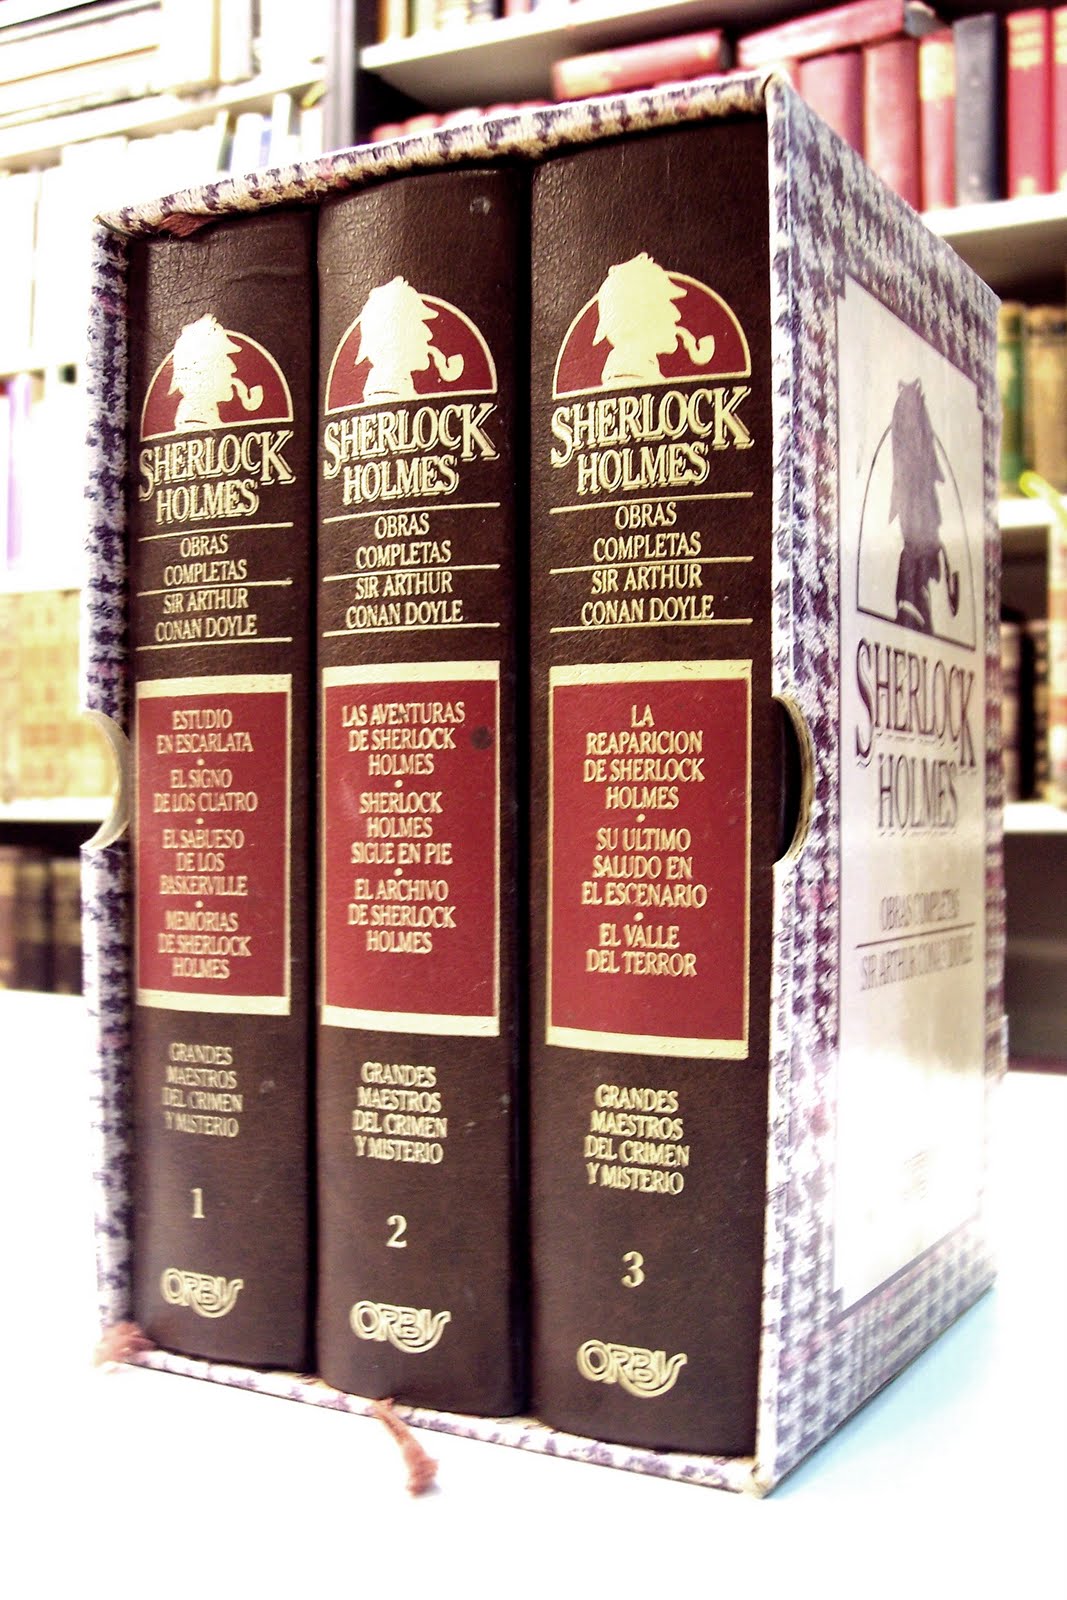 SHERLOCK
HOLMES
OBRAS
COMPLETAS
SIR ARTHUR
CONAN DOYLE
ESTUDIO
EN ESCARLATA
•
EL SIGNO
DE LOS CUATRO
•
EL SABUESO
DE LOS
BASKERVILLE
•
MEMORIAS
DE SHERLOCK
HOLMES
GRANDES
MAESTROS
DEL CRIMEN
Y MISTERIO
1
ORBIS
SHERLOCK
HOLMES
OBRAS
COMPLETAS
SIR ARTHUR
CONAN DOYLE
LAS AVENTURAS
DE SHERLOCK
HOLMES
•
SHERLOCK
HOLMES
SIGUE EN PIE
•
EL ARCHIVO
DE SHERLOCK
HOLMES
GRANDES
MAESTROS
DEL CRIMEN
Y MISTERIO
2
ORBIS
SHERLOCK
HOLMES
OBRAS
COMPLETAS
SIR ARTHUR
CONAN DOYLE
LA
REAPARICION
DE SHERLOCK
HOLMES
•
SU ULTIMO
SALUDO EN
EL ESCENARIO
•
EL VALLE
DEL TERROR
GRANDES
MAESTROS
DEL CRIMEN
Y MISTERIO
3
ORBIS
SHERLOCK
HOLMES
OBRAS COMPLETAS
SIR ARTHUR CONAN DOYLE